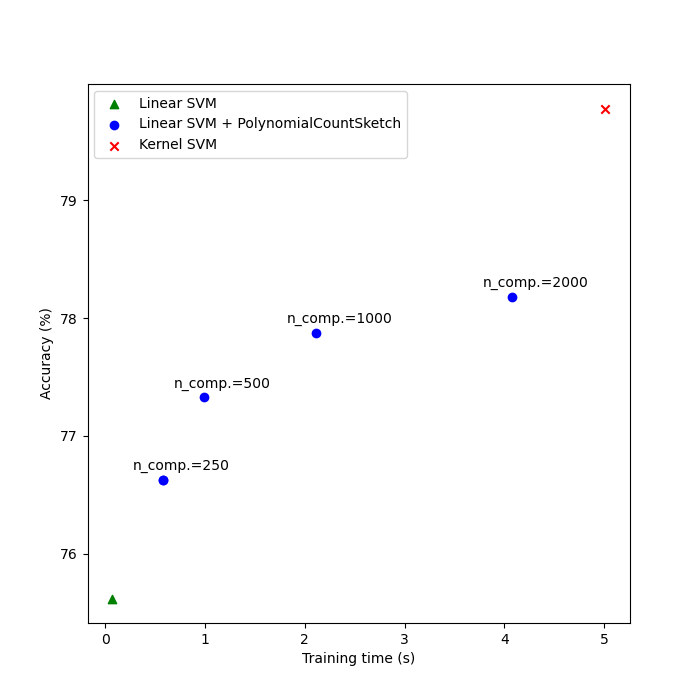 Linear SVM
Linear SVM + PolynomialCountSketch
Kernel SVM
79
n_comp.=2000
78
n_comp.=1000
n_comp.=500
77
n_comp.=250
76
Accuracy (%)
0 1 2 3 4 5
Training time (s)